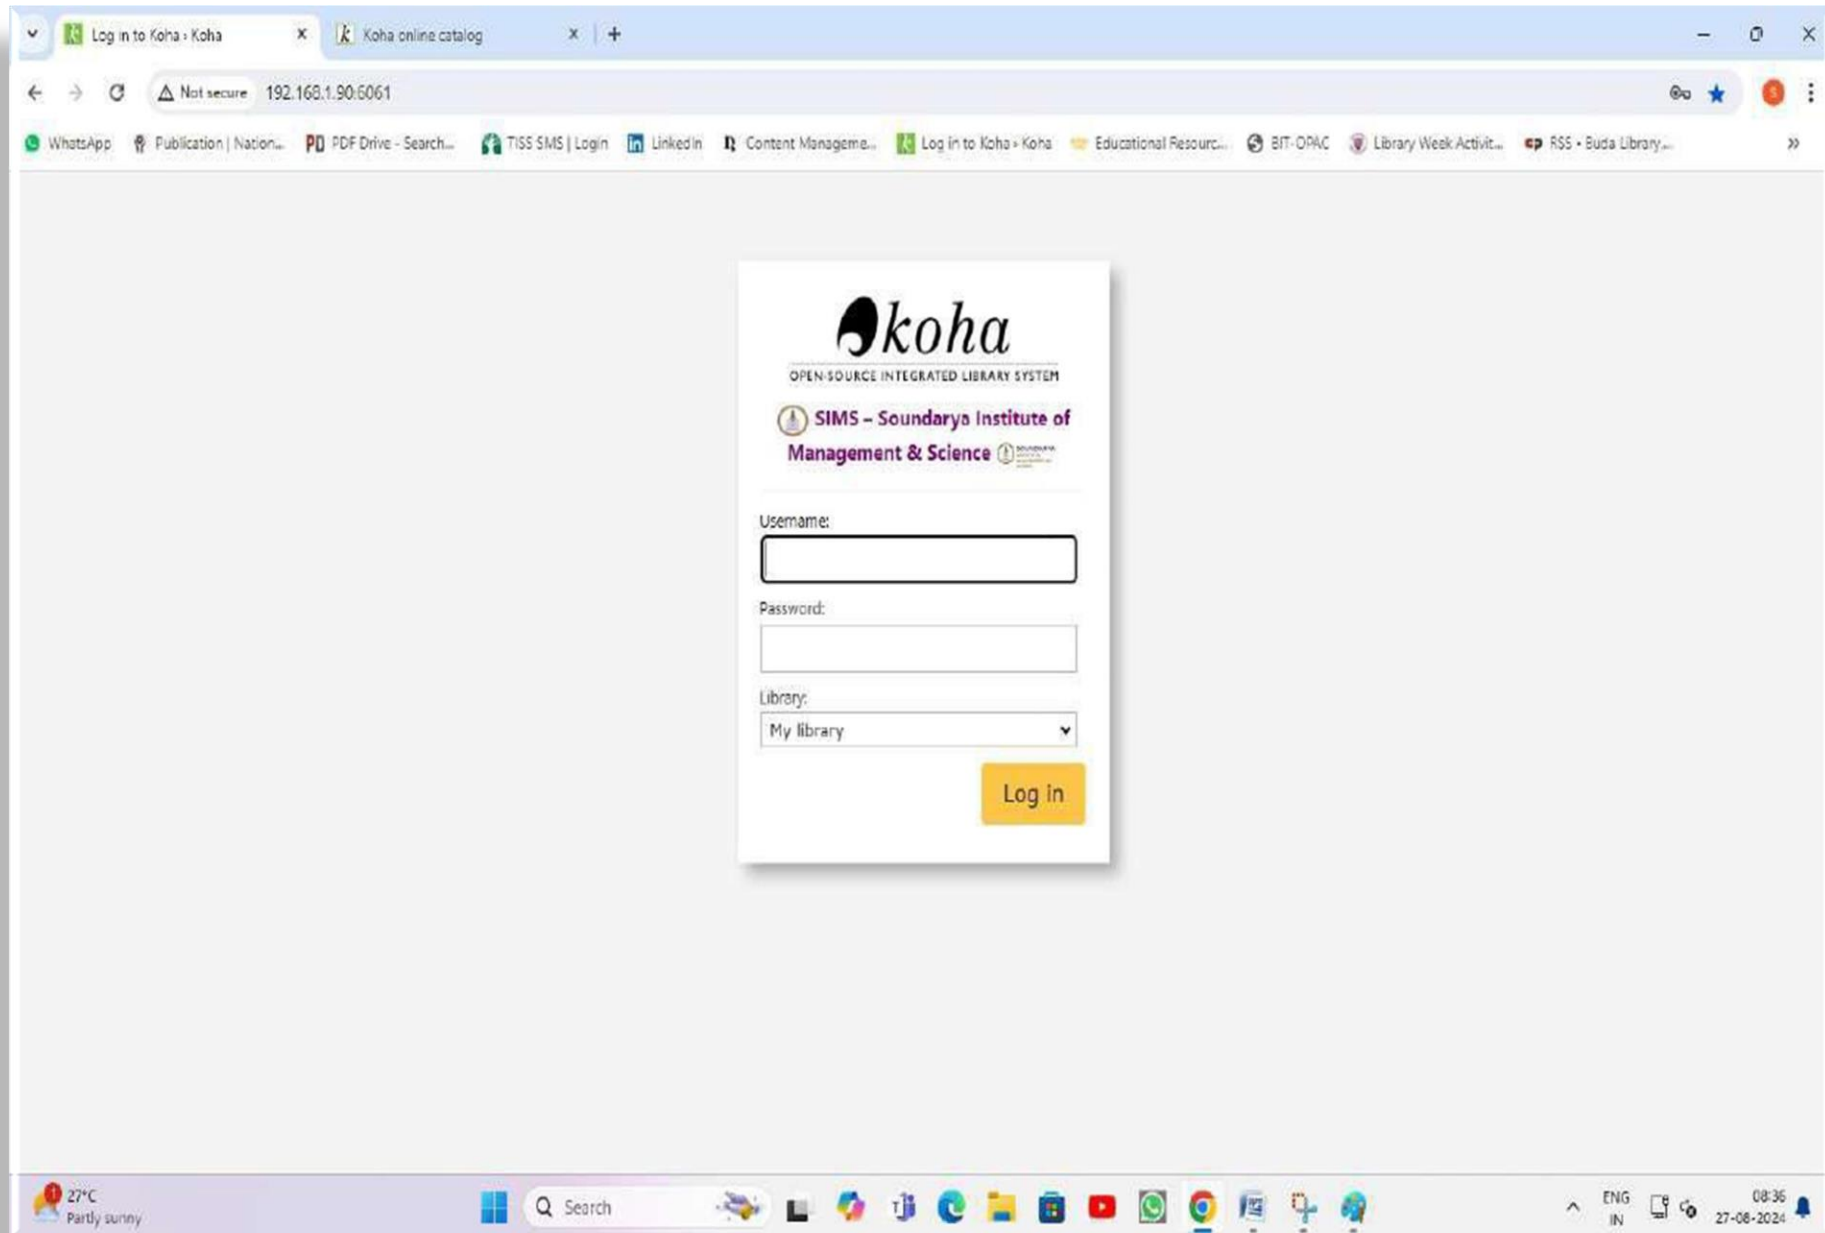 Log in to Koha › Koha
Koha online catalog
Not secure 192.168.1.90:6061
WhatsApp Publication | Nation... PDF Drive - Search... TISS SMS | Login LinkedIn Content Manageme... Log in to Koha › Koha Educational Resourc... BIT-OPAC Library Week Activit... RSS • Buda Library...
koha
OPEN-SOURCE INTEGRATED LIBRARY SYSTEM
SIMS – Soundarya Institute of
Management & Science
Username:
Password:
Library:
My library
Log in
1
27°C
Partly sunny
Search
ENG
IN
08:36
27-08-2024